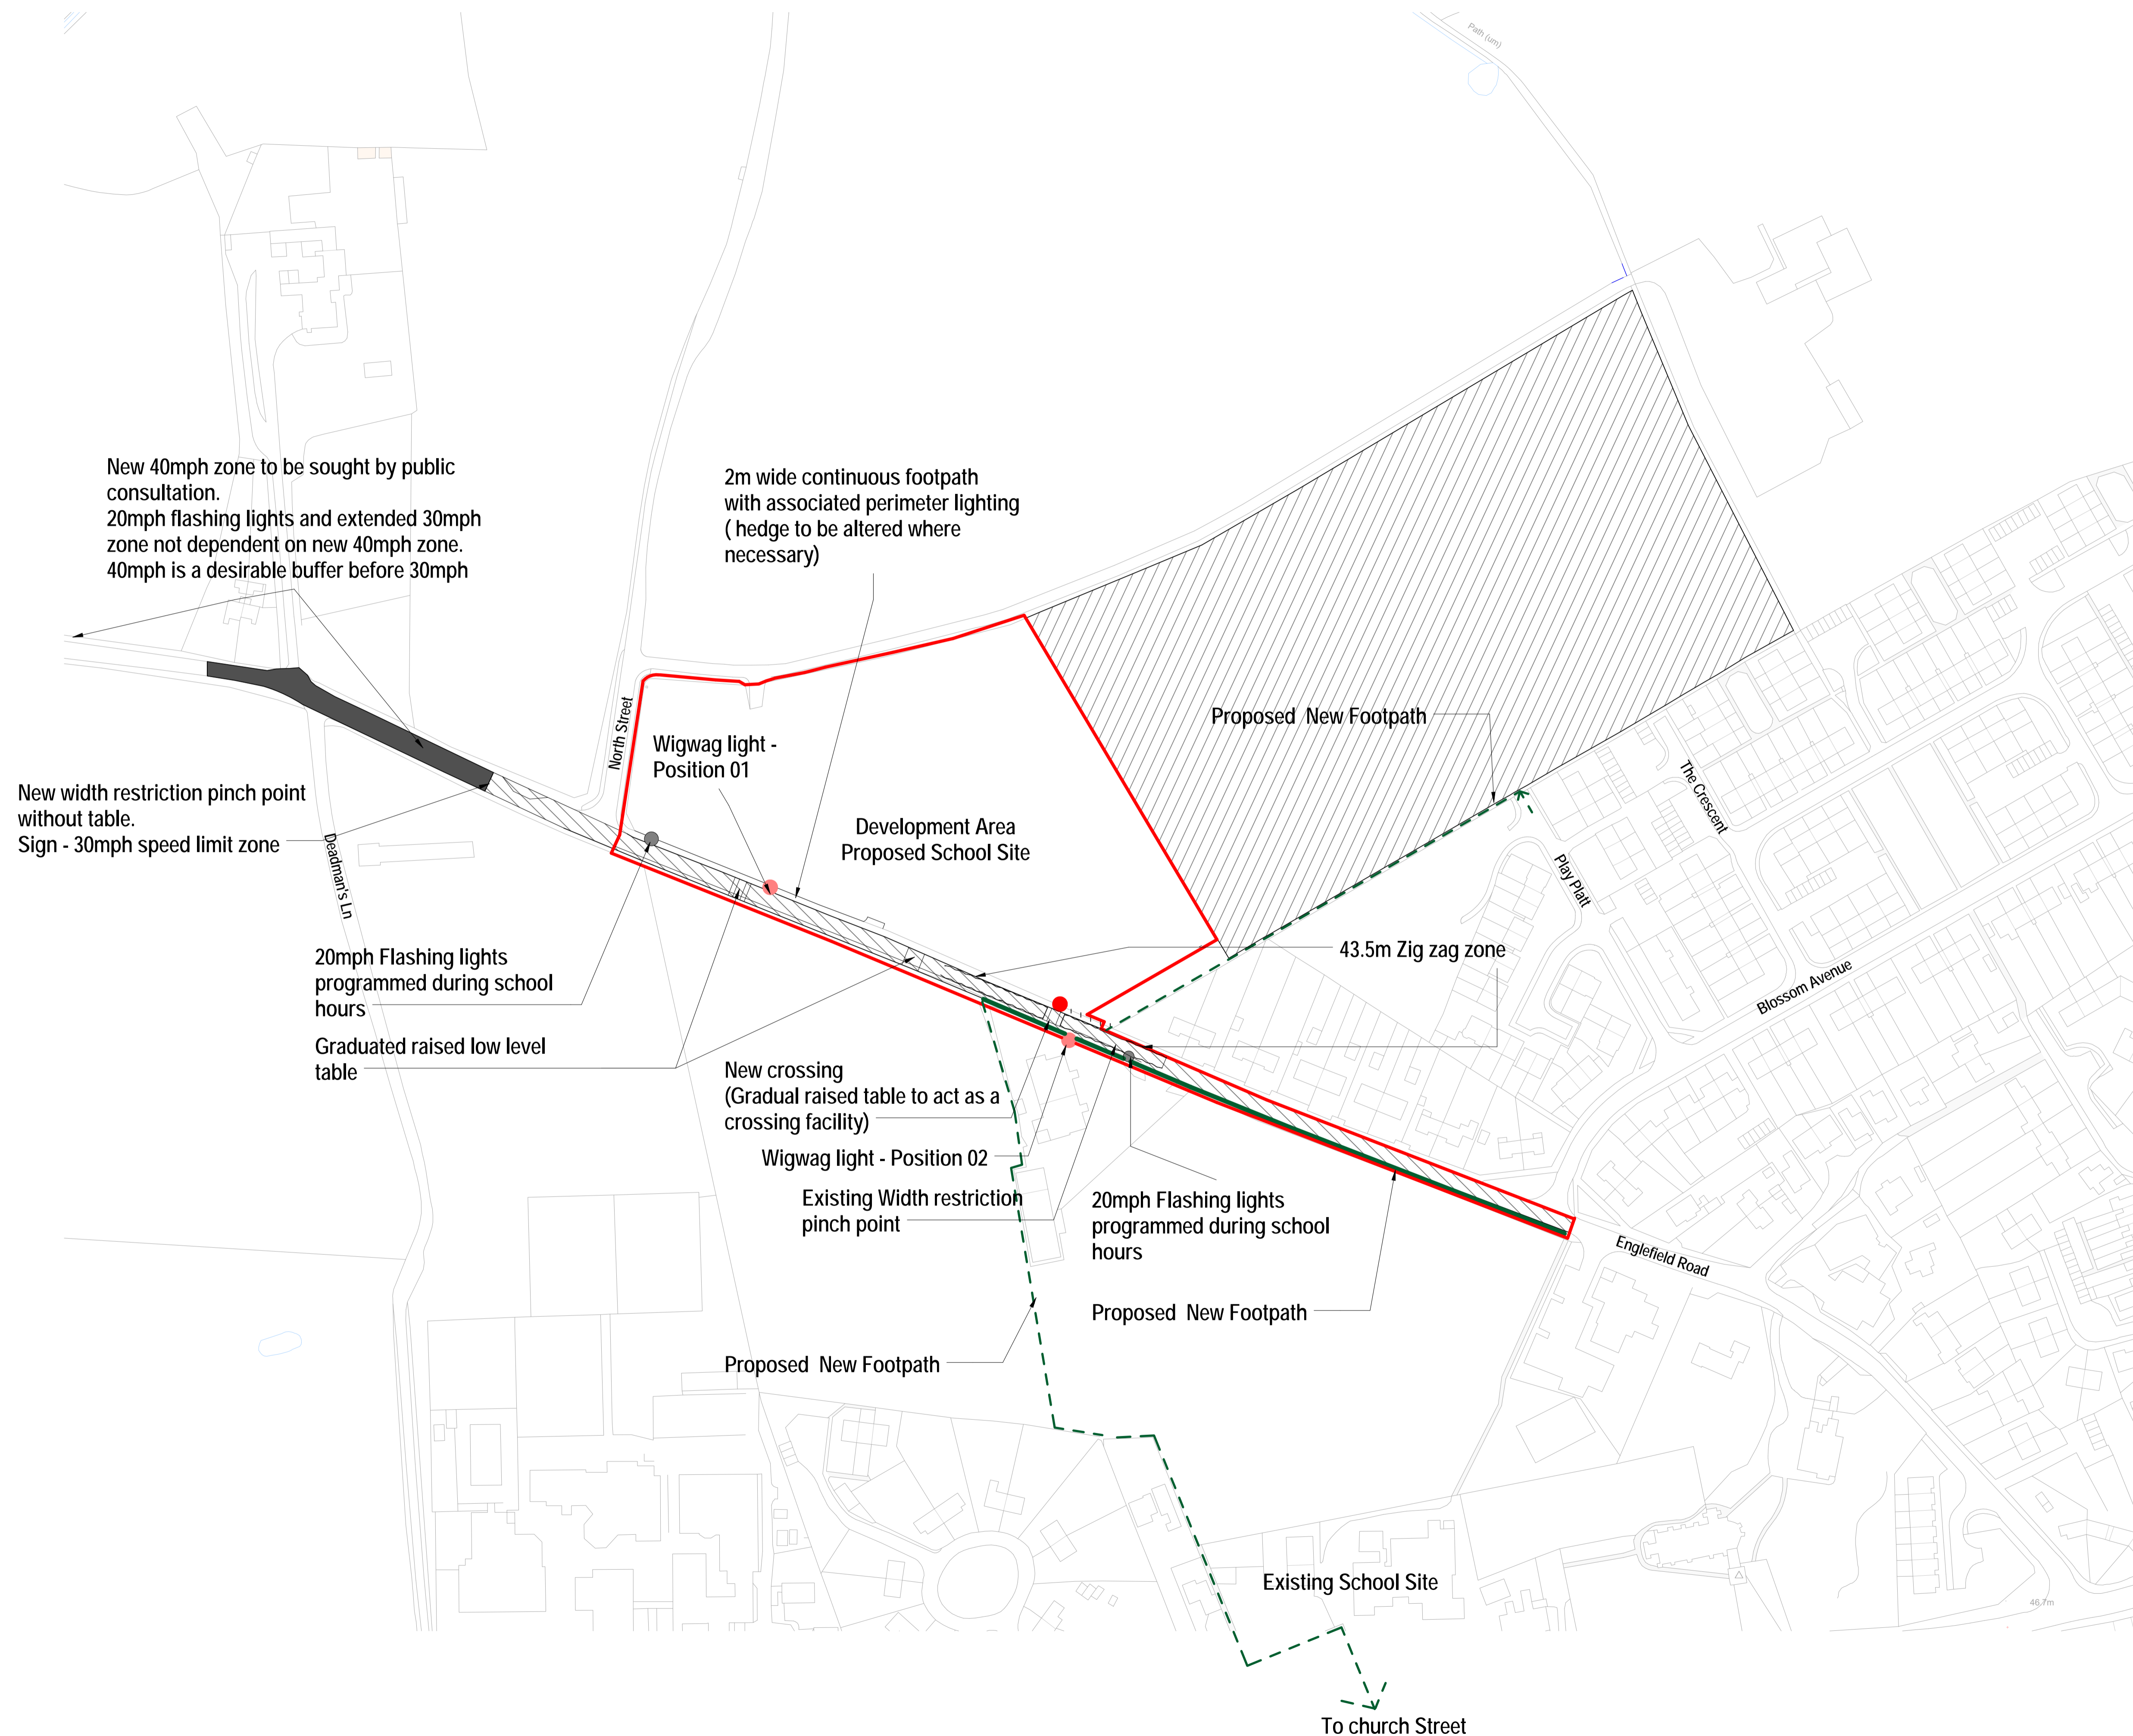 Path (um)
New 40mph zone to be sought by public
consultation.
20mph flashing lights and extended 30mph
zone not dependent on new 40mph zone.
40mph is a desirable buffer before 30mph
2m wide continuous footpath
with associated perimeter lighting
( hedge to be altered where
necessary)
North Street
Wigwag light -
Position 01
Proposed New Footpath
The Crescent
New width restriction pinch point
without table.
Sign - 30mph speed limit zone
Deadman's Ln
Development Area
Proposed School Site
Play Platt
20mph Flashing lights
programmed during school
hours
43.5m Zig zag zone
Blossom Avenue
Graduated raised low level
table
New crossing
(Gradual raised table to act as a
crossing facility)
Wigwag light - Position 02
Existing Width restriction
pinch point
20mph Flashing lights
programmed during school
hours
Englefield Road
Proposed New Footpath
Proposed New Footpath
Existing School Site
46.7m
To church Street